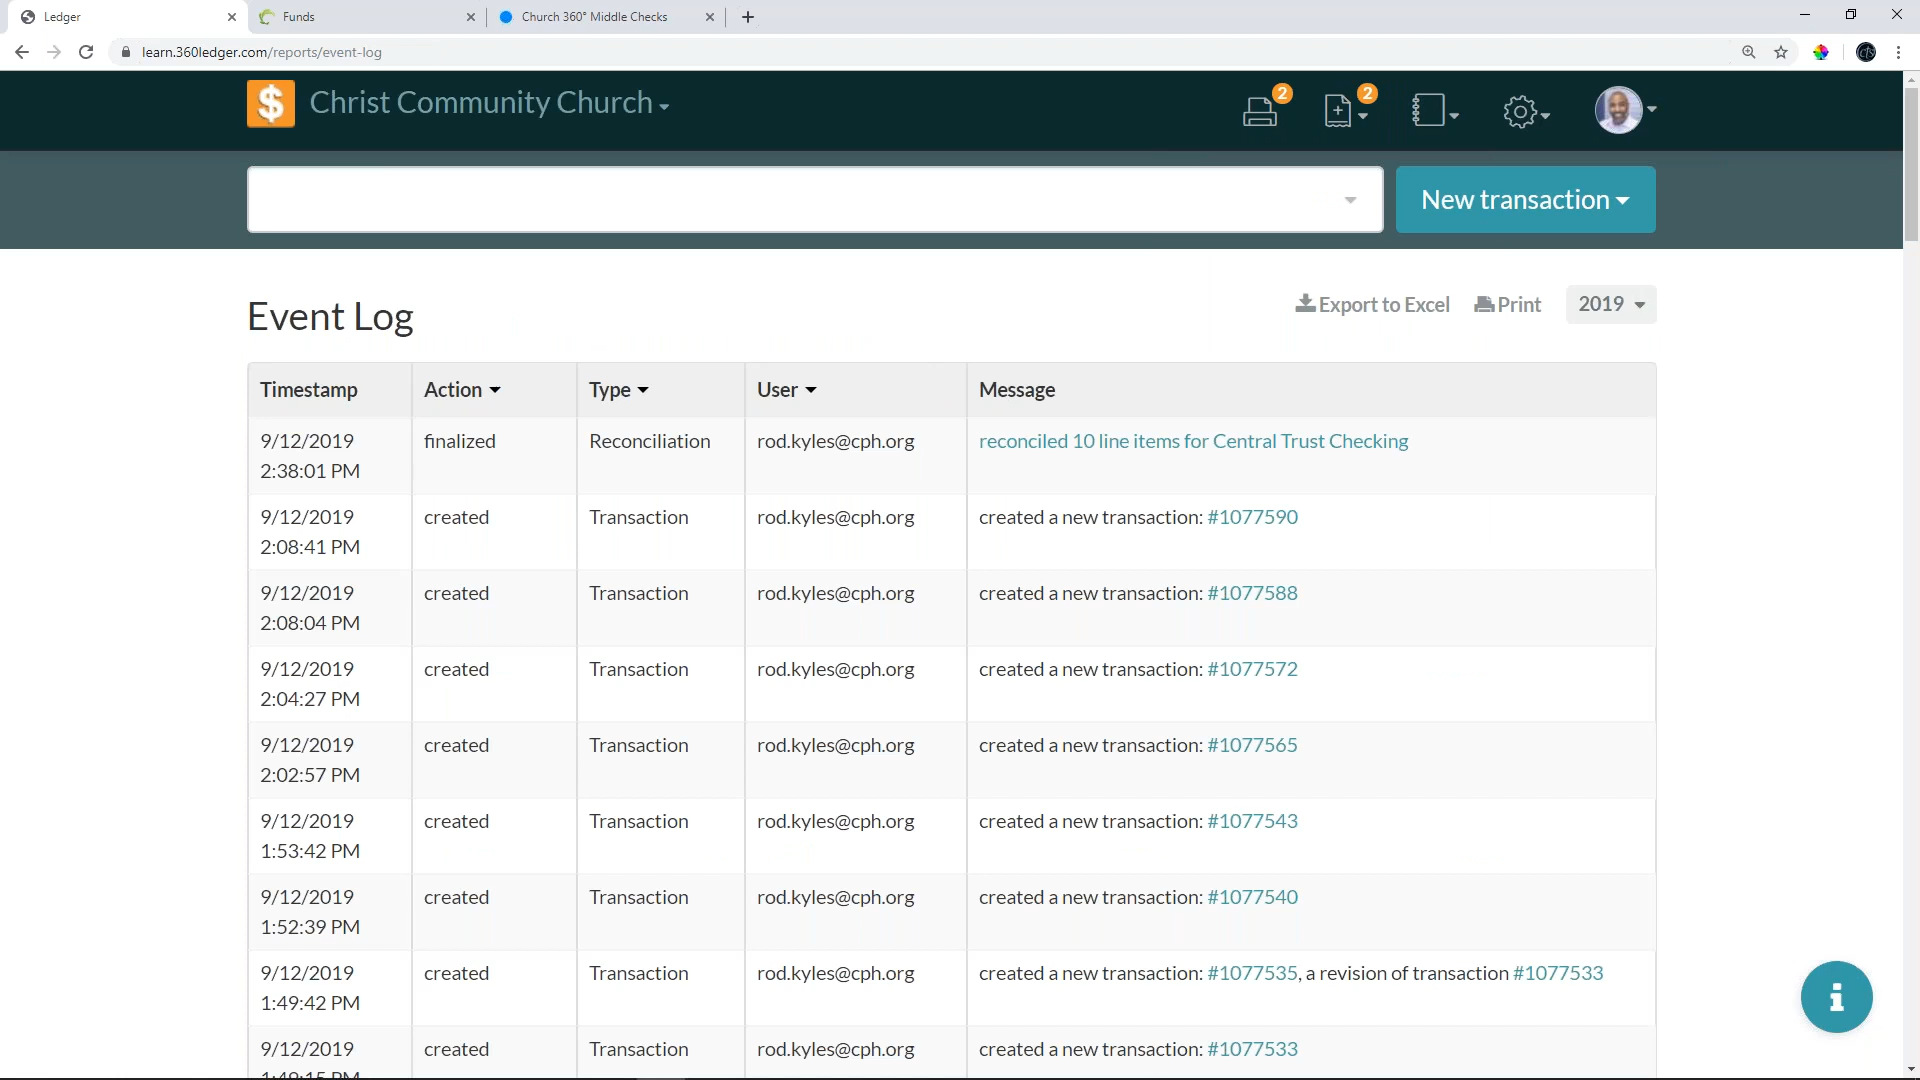 Ledger
Funds
Church 360° Middle Checks
learn.360ledger.com/reports/event-log
$ Christ Community Church
2
2
New transaction
Event Log
Export to Excel Print 2019
Timestamp Action Type User Message
9/12/2019 finalized Reconciliation rod.kyles@cph.org reconciled 10 line items for Central Trust Checking
2:38:01 PM
9/12/2019 created Transaction rod.kyles@cph.org created a new transaction: #1077590
2:08:41 PM
9/12/2019 created Transaction rod.kyles@cph.org created a new transaction: #1077588
2:08:04 PM
9/12/2019 created Transaction rod.kyles@cph.org created a new transaction: #1077572
2:04:27 PM
9/12/2019 created Transaction rod.kyles@cph.org created a new transaction: #1077565
2:02:57 PM
9/12/2019 created Transaction rod.kyles@cph.org created a new transaction: #1077543
1:53:42 PM
9/12/2019 created Transaction rod.kyles@cph.org created a new transaction: #1077540
1:52:39 PM
9/12/2019 created Transaction rod.kyles@cph.org created a new transaction: #1077535, a revision of transaction #1077533
1:49:42 PM
9/12/2019 created Transaction rod.kyles@cph.org created a new transaction: #1077533